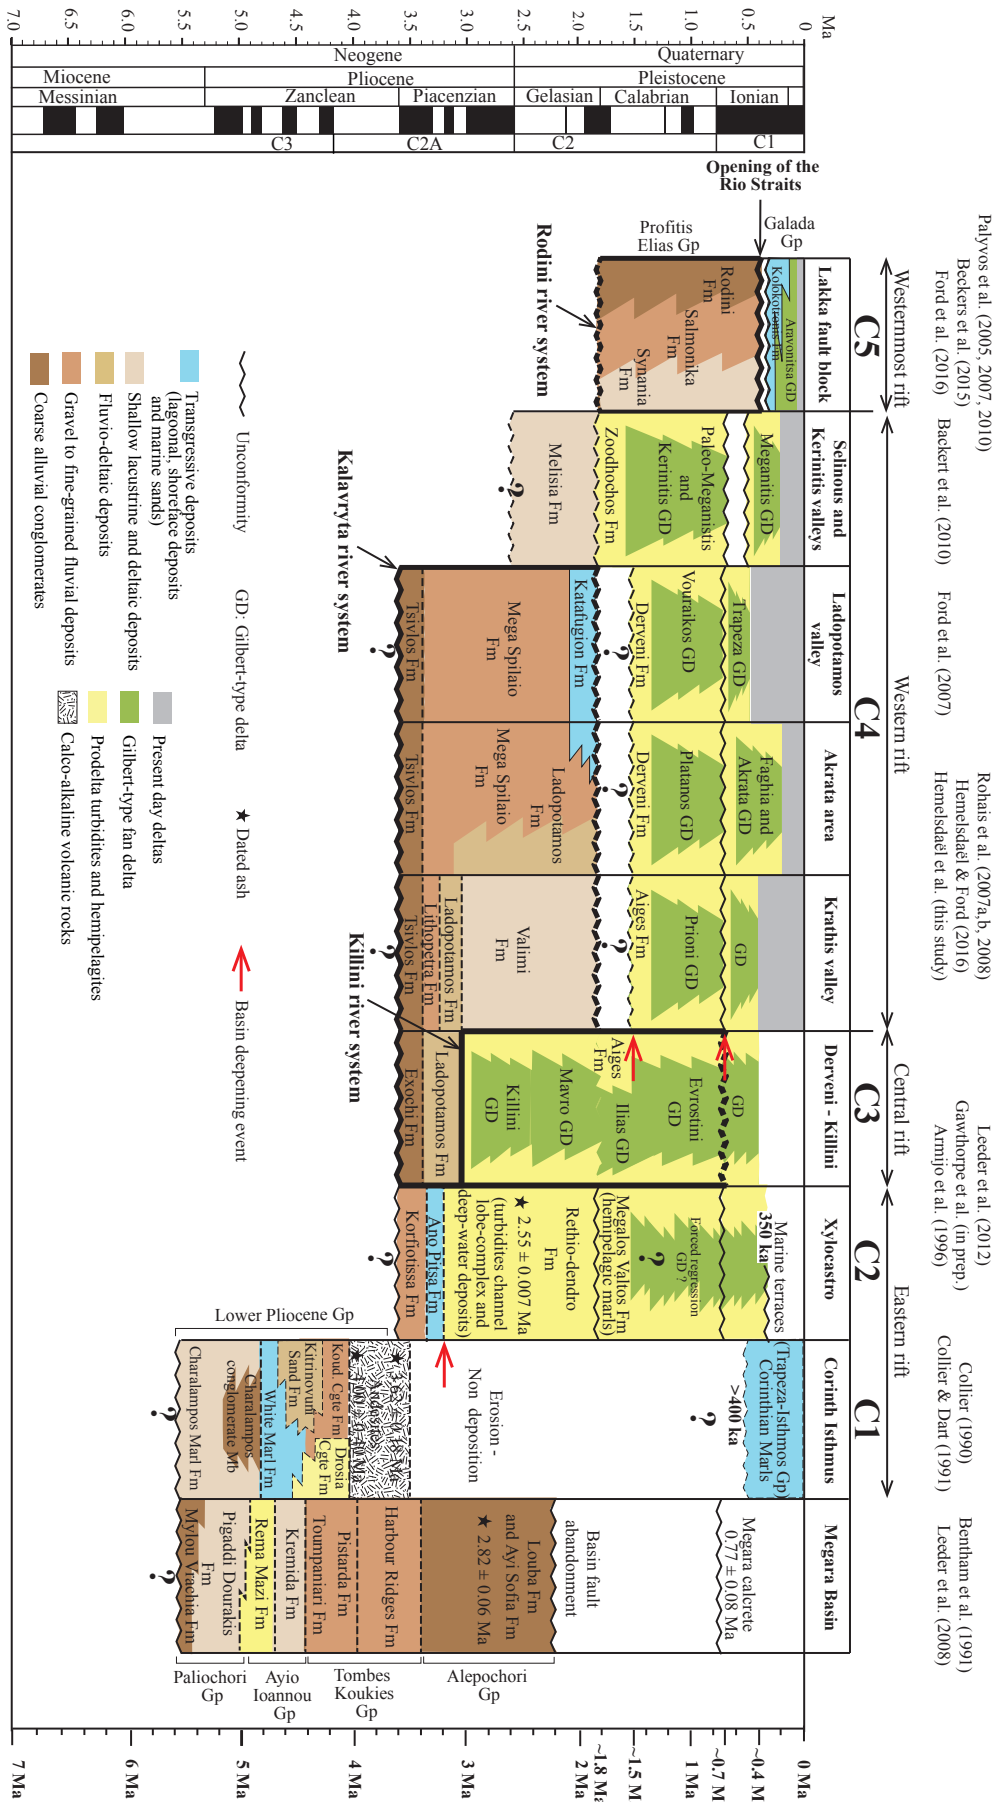 Palyvos et al. (2005, 2007, 2010)
Beckers et al. (2015)
Ford et al. (2016)
Backert et al. (2010)
Ford et al. (2007)
Rohais et al. (2007a,b, 2008)
Hemelsdaël & Ford (2016)
Hemelsdaël et al. (this study)
Leeder et al. (2012)
Gawthorpe et al. (in prep.)
Armijo et al. (1996)
Collier (1990)
Collier & Dart (1991)
Bentham et al. (1991)
Leeder et al. (2008)
Westernmost rift
Western rift
Central rift
Eastern rift
C5
C4
C3
C2
C1
Lakka fault block
Selinous and
Kerinitis valleys
Ladopotamos
valley
Akrata area
Krathis valley
Derveni - Killini
Xylocastro
Corinth Isthmus
Megara Basin
Ma
0
0.5
1.0
1.5
2.0
2.5
3.0
3.5
4.0
4.5
5.0
5.5
6.0
6.5
7.0
Quaternary
Neogene
Pleistocene
Pliocene
Miocene
Ionian
Calabrian
Gelasian
Piacenzian
Zanclean
Messinian
C1
C2
C2A
C3
Opening of the
Rio Straits
Galada
Gp
Profitis
Elias Gp
Aravonitsa GD
Kolokotronis Fm
Rodini
Fm
Salmonika
Fm
Synania
Fm
Rodini river system
Meganitis GD
Paleo-Meganistis
and
Kerinitis GD
Zoodhochos Fm
Melisia Fm
?
Trapeza GD
Vouraikos GD
Derveni Fm
?
Katafugion Fm
Mega Spilaio
Fm
Tsivlos Fm
?
Kalavryta river system
Faghia and
Akrata GD
Platanos GD
Derveni Fm
?
Ladopotamos
Fm
Mega Spilaio
Fm
Tsivlos Fm
GD
Prioni GD
Aiges Fm
?
Valimi
Fm
Ladopotamos Fm
Lithopetra Fm
Tsivlos Fm
?
Killini river system
GD
Evrostini
GD
Aiges
Fm
Ilias GD
Mavro GD
Killini
GD
Ladopotamos Fm
Exochi Fm
Marine terraces
350 ka
Forced regression
GD ?
?
Megalos Valtos Fm
(hemipelagic marls)
Rethio-dendro
Fm
★ 2.55 ± 0.007 Ma
(turbidites channel
lobe-complex and
deep-water deposits)
Ano Pitsa Fm
Korfiotissa Fm
?
(Trapeza-Isthmos Gp)
Corinthian Marls
>400 ka
?
Erosion -
Non deposition
Andesites
Koud. Cgte Fm
Drosia
Cgte Fm
?
Kitrinovuni
Sand Fm
White Marl Fm
Charalampos
conglomerate Mb
Charalampos Marl Fm
?
Lower Pliocene Gp
Megara calcrete
0.77 ± 0.08 Ma
Basin fault
abandonment
Louba Fm
and Ayi Sofia Fm
★ 2.82 ± 0.06 Ma
Harbour Ridges Fm
Pistarda Fm
Toumpaniari Fm
Kremida Fm
Rema Mazi Fm
Pigaddi Dourakis
Fm
Mylou Vrachia Fm
?
Alepochori
Gp
Tombes
Koukies
Gp
Ayio
Ioannou
Gp
Paliochori
Gp
0 Ma
~0.4 Ma
~0.7 Ma
1 Ma
~1.5 Ma
~1.8 Ma
2 Ma
3 Ma
4 Ma
5 Ma
6 Ma
7 Ma
Unconformity
GD: Gilbert-type delta
★ Dated ash
Basin deepening event
Transgressive deposits
(lagoonal, shoreface deposits
and marine sands)
Shallow lacustrine and deltaic deposits
Fluvio-deltaic deposits
Gravel to fine-grained fluvial deposits
Coarse alluvial conglomerates
Present day deltas
Gilbert-type fan delta
Prodelta turbidites and hemipelagites
Calco-alkaline volcanic rocks